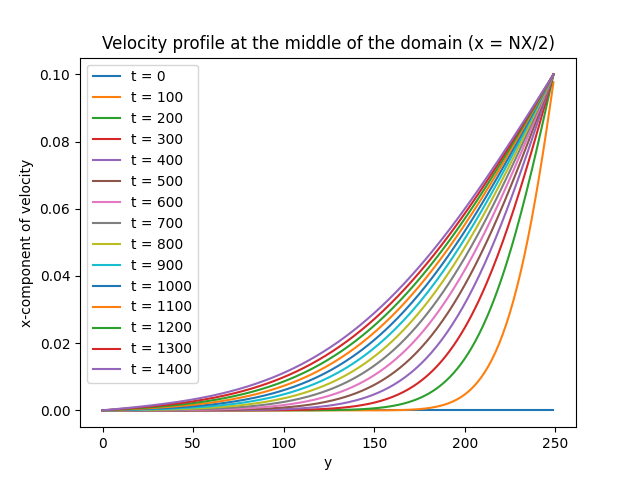 Velocity profile at the middle of the domain (x = NX/2)
t = 0
t = 100
t = 200
t = 300
t = 400
t = 500
t = 600
t = 700
t = 800
t = 900
t = 1000
t = 1100
t = 1200
t = 1300
t = 1400
x-component of velocity
0.10
0.08
0.06
0.04
0.02
0.00
0 50 100 150 200 250
y